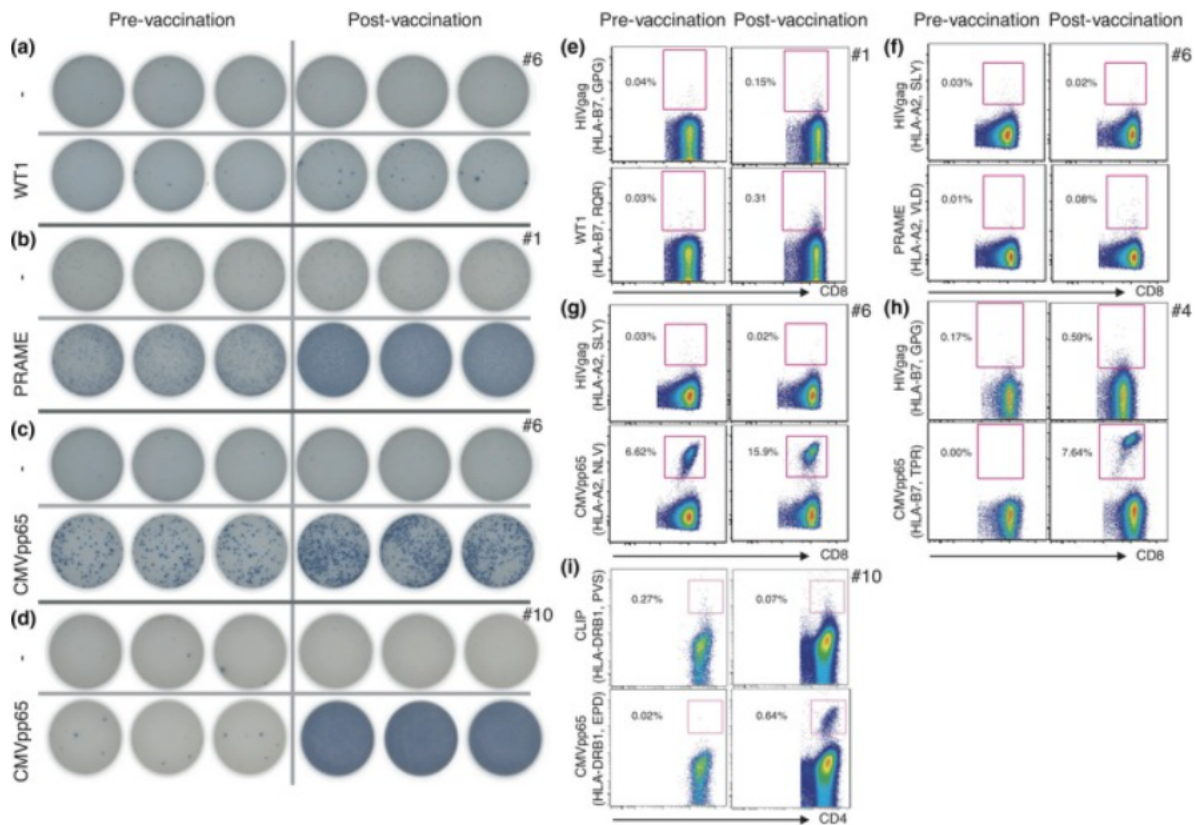 Pre-vaccination
Post-vaccination
(a)
#6
-
WT1
(b)
#1
-
PRAME
(c)
#6
-
CMVpp65
(d)
#10
-
CMVpp65
Pre-vaccination
Post-vaccination
(e)
#1
HIVgag
(HLA-B7, GPG)
0.04%
0.15%
WT1
(HLA-B7, RQR)
0.03%
0.31
CD8
Pre-vaccination
Post-vaccination
(f)
#6
HIVgag
(HLA-A2, SLY)
0.03%
0.02%
PRAME
(HLA-A2, VLD)
0.01%
0.08%
CD8
(g)
#6
HIVgag
(HLA-A2, SLY)
0.03%
0.02%
CMVpp65
(HLA-A2, NLV)
6.62%
15.9%
CD8
(h)
#4
HIVgag
(HLA-B7, GPG)
0.17%
0.59%
CMVpp65
(HLA-B7, TPR)
0.00%
7.64%
CD8
(i)
#10
CLIP
(HLA-DRB1, PVS)
0.27%
0.07%
CMVpp65
(HLA-DRB1, EPD)
0.02%
0.64%
CD4